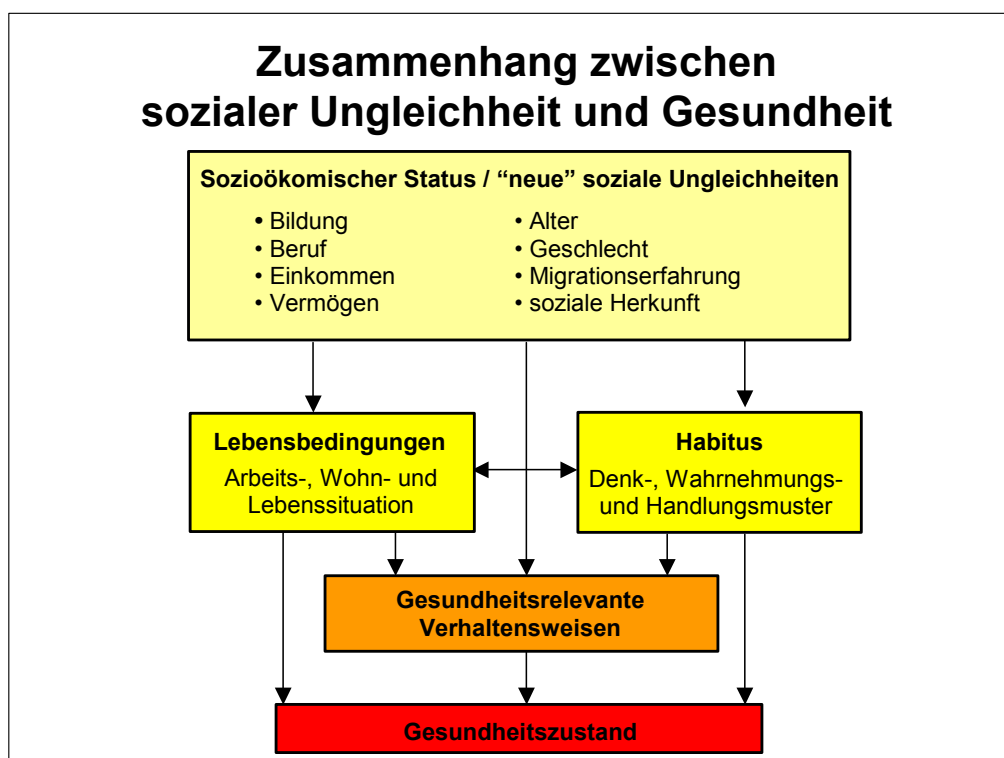 Zusammenhang zwischen
sozialer Ungleichheit und Gesundheit
Sozioökomischer Status / “neue” soziale Ungleichheiten
• Bildung
• Beruf
• Einkommen
• Vermögen
• Alter
• Geschlecht
• Migrationserfahrung
• soziale Herkunft
Lebensbedingungen
Arbeits-, Wohn- und
Lebenssituation
Habitus
Denk-, Wahrnehmungs-
und Handlungsmuster
Gesundheitsrelevante
Verhaltensweisen
Gesundheitszustand